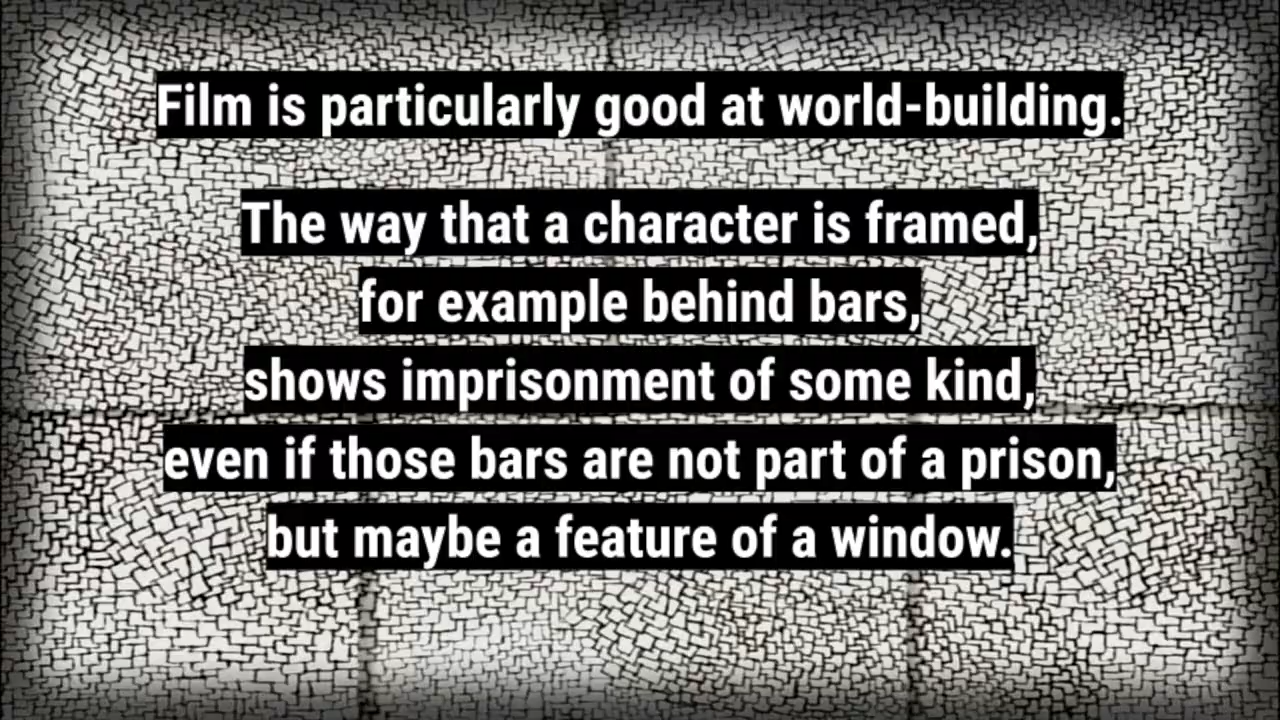 Film is particularly good at world-building.
The way that a character is framed,
for example behind bars,
shows imprisonment of some kind,
even if those bars are not part of a prison,
but maybe a feature of a window.